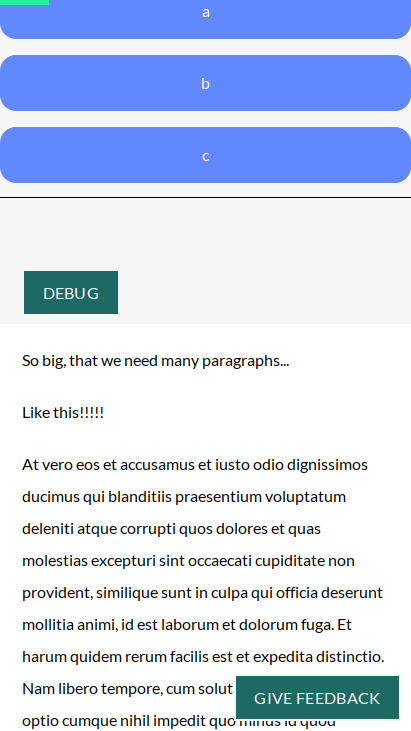 a
b
c
DEBUG
So big, that we need many paragraphs...
Like this!!!!!
At vero eos et accusamus et iusto odio dignissimos
ducimus qui blanditiis praesentium voluptatum
deleniti atque corrupti quos dolores et quas
molestias excepturi sint occaecati cupiditate non
provident, similique sunt in culpa qui officia deserunt
mollitia animi, id est laborum et dolorum fuga. Et
harum quidem rerum facilis est et expedita distinctio.
Nam libero tempore, cum solut
GIVE FEEDBACK
optio cumque nihil impedit quo minus id quod